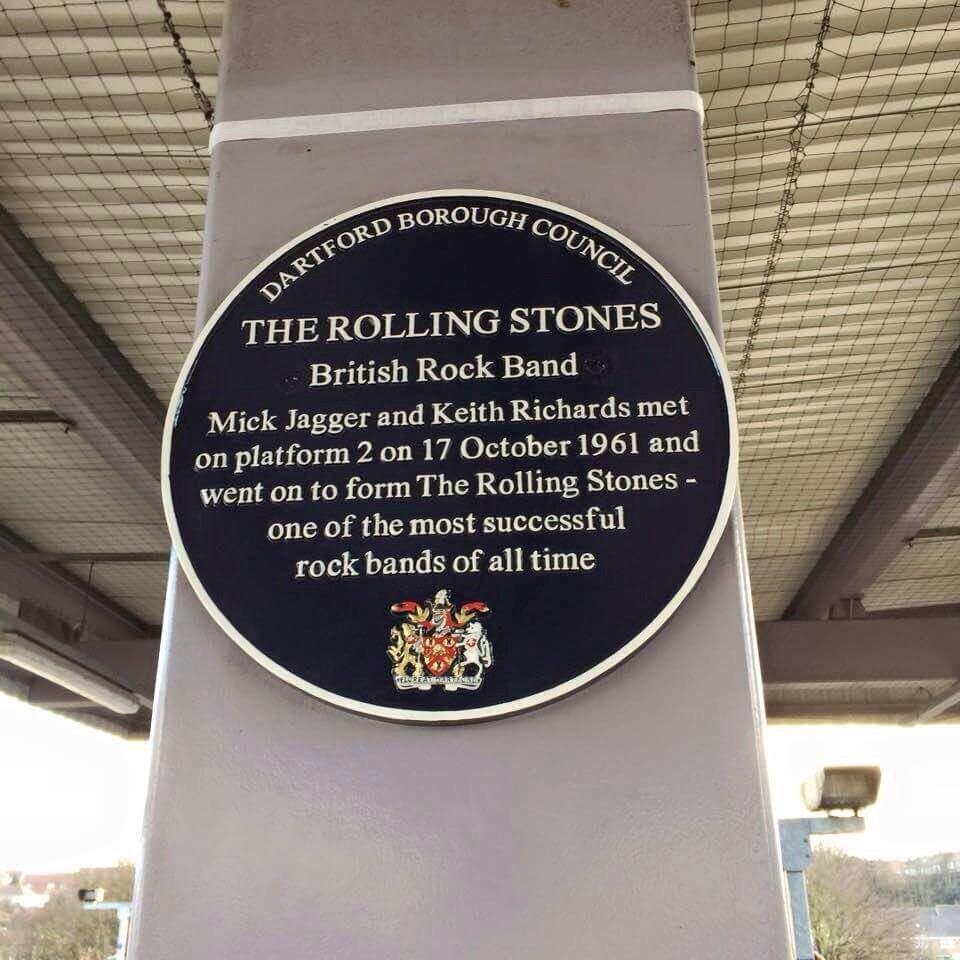 DARTFORD BOROUGH COUNCIL
THE ROLLING STONES
British Rock Band
Mick Jagger and Keith Richards met
on platform 2 on 17 October 1961 and
went on to form The Rolling Stones -
one of the most successful
rock bands of all time